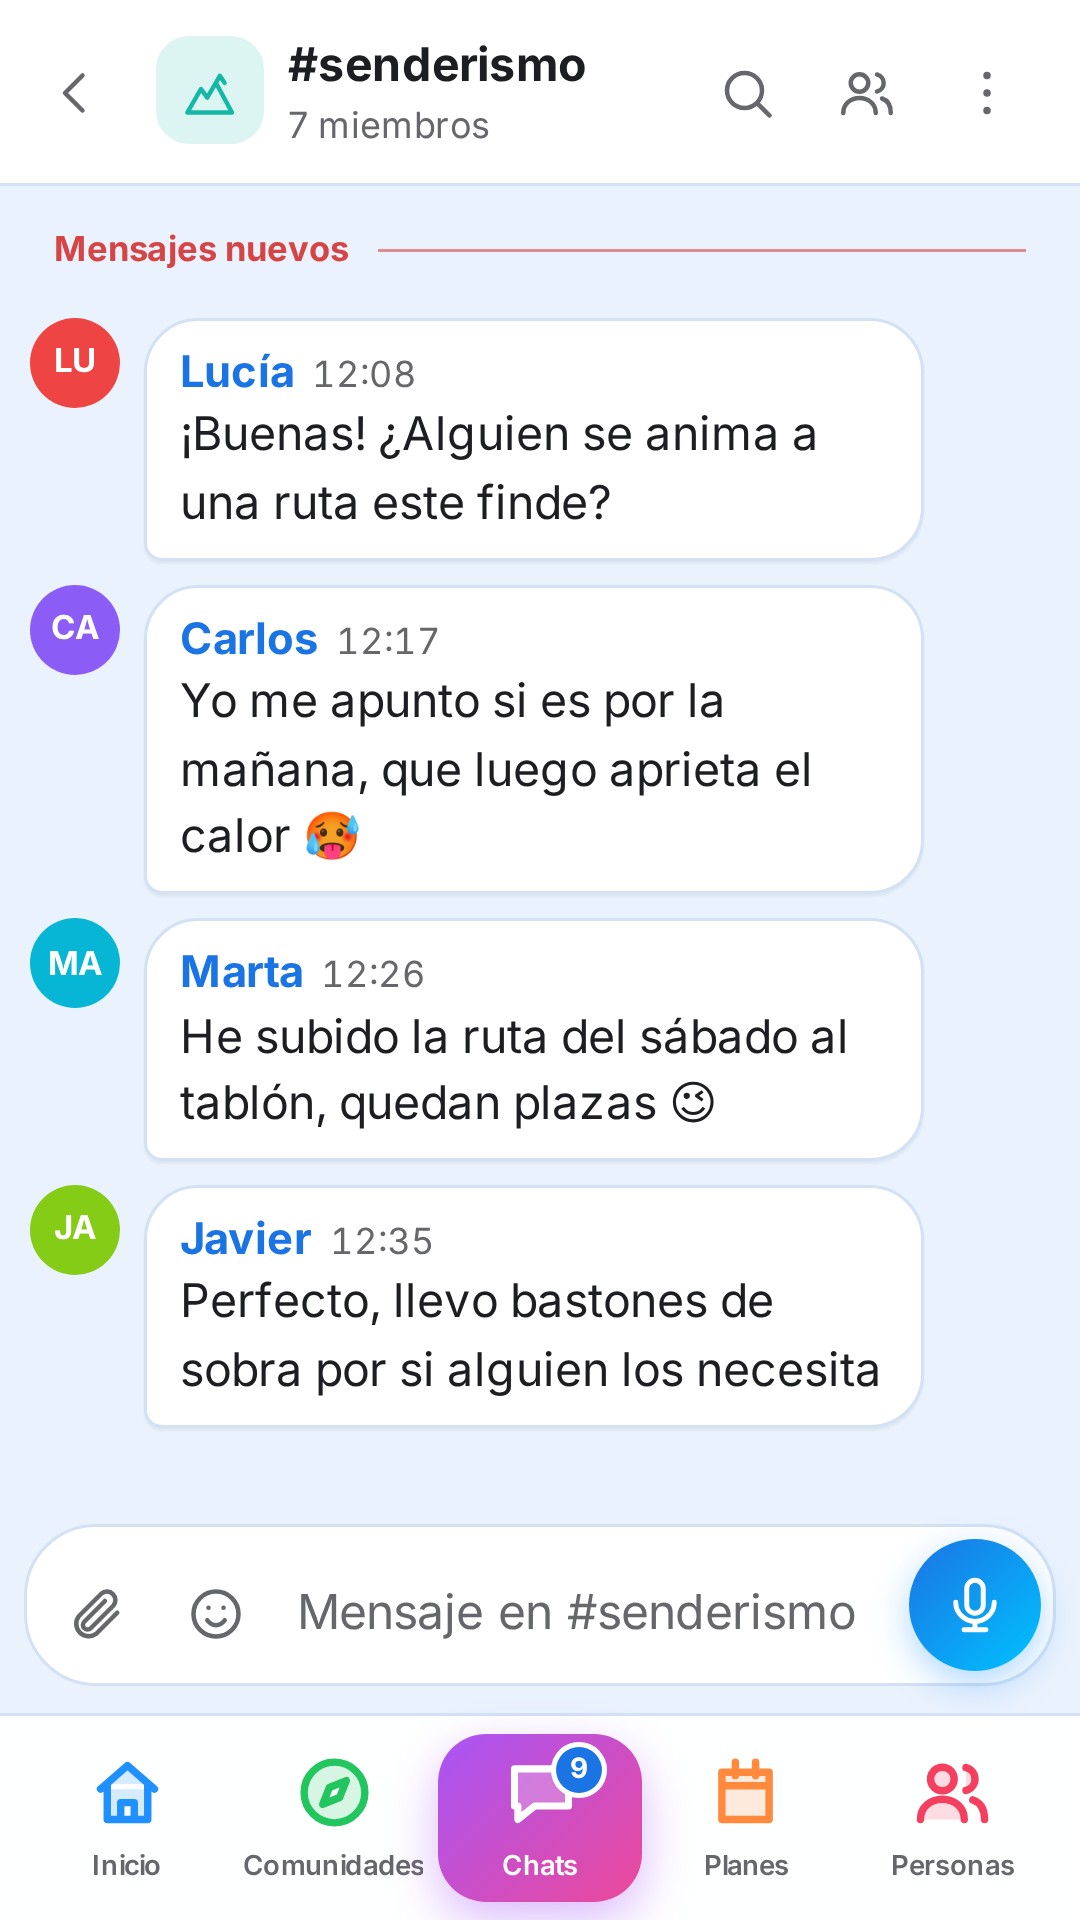 #senderismo
7 miembros
Mensajes nuevos
LU
Lucía 12:08
¡Buenas! ¿Alguien se anima a
una ruta este finde?
CA
Carlos 12:17
Yo me apunto si es por la
mañana, que luego aprieta el
calor 🥵
MA
Marta 12:26
He subido la ruta del sábado al
tablón, quedan plazas 😉
JA
Javier 12:35
Perfecto, llevo bastones de
sobra por si alguien los necesita
Mensaje en #senderismo
9
Inicio
Comunidades
Chats
Planes
Personas